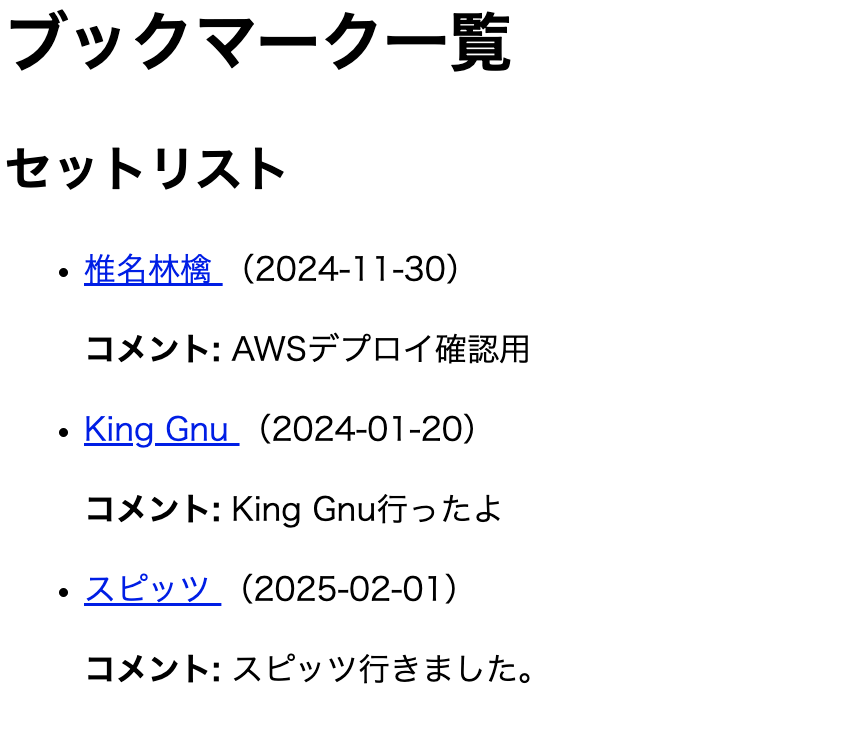 ブックマーク一覧
セットリスト
• 椎名林檎 （2024-11-30）
コメント: AWSデプロイ確認用
• King Gnu （2024-01-20）
コメント: King Gnu行ったよ
• スピッツ （2025-02-01）
コメント: スピッツ行きました。